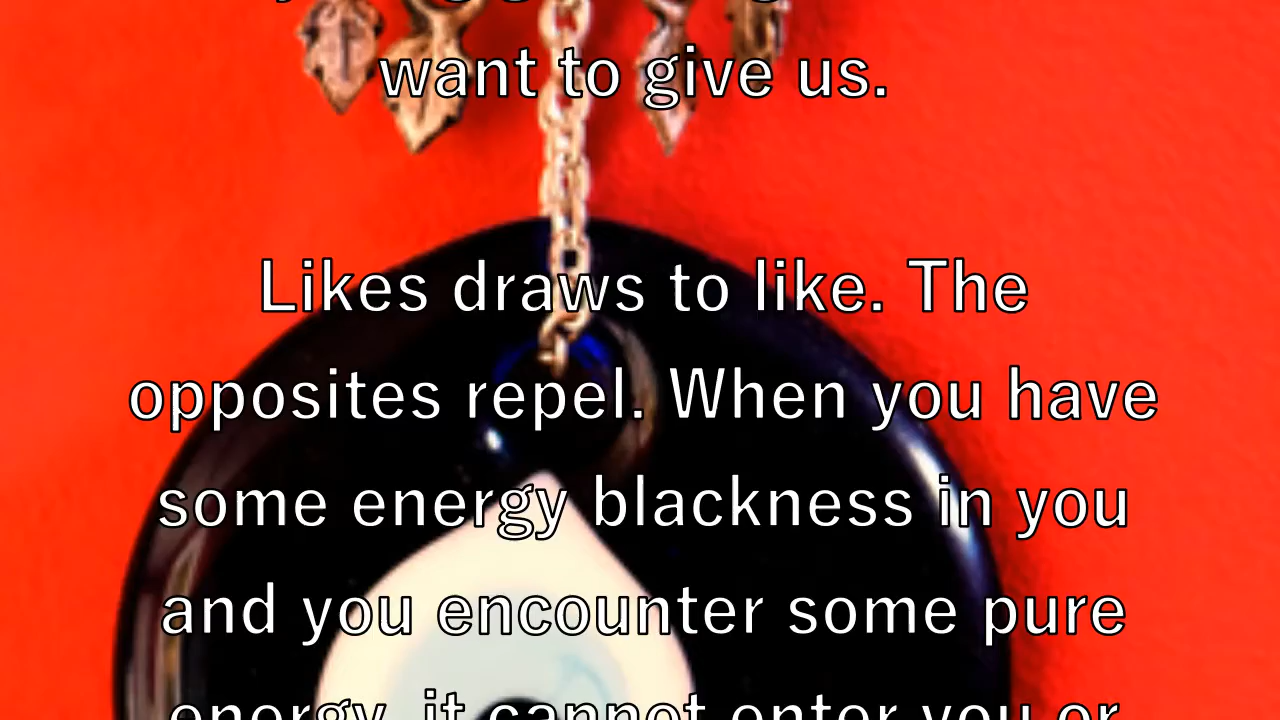 want to give us.
Likes draws to like. The
opposites repel. When you have
some energy blackness in you
and you encounter some pure
energy, it cannot enter you or